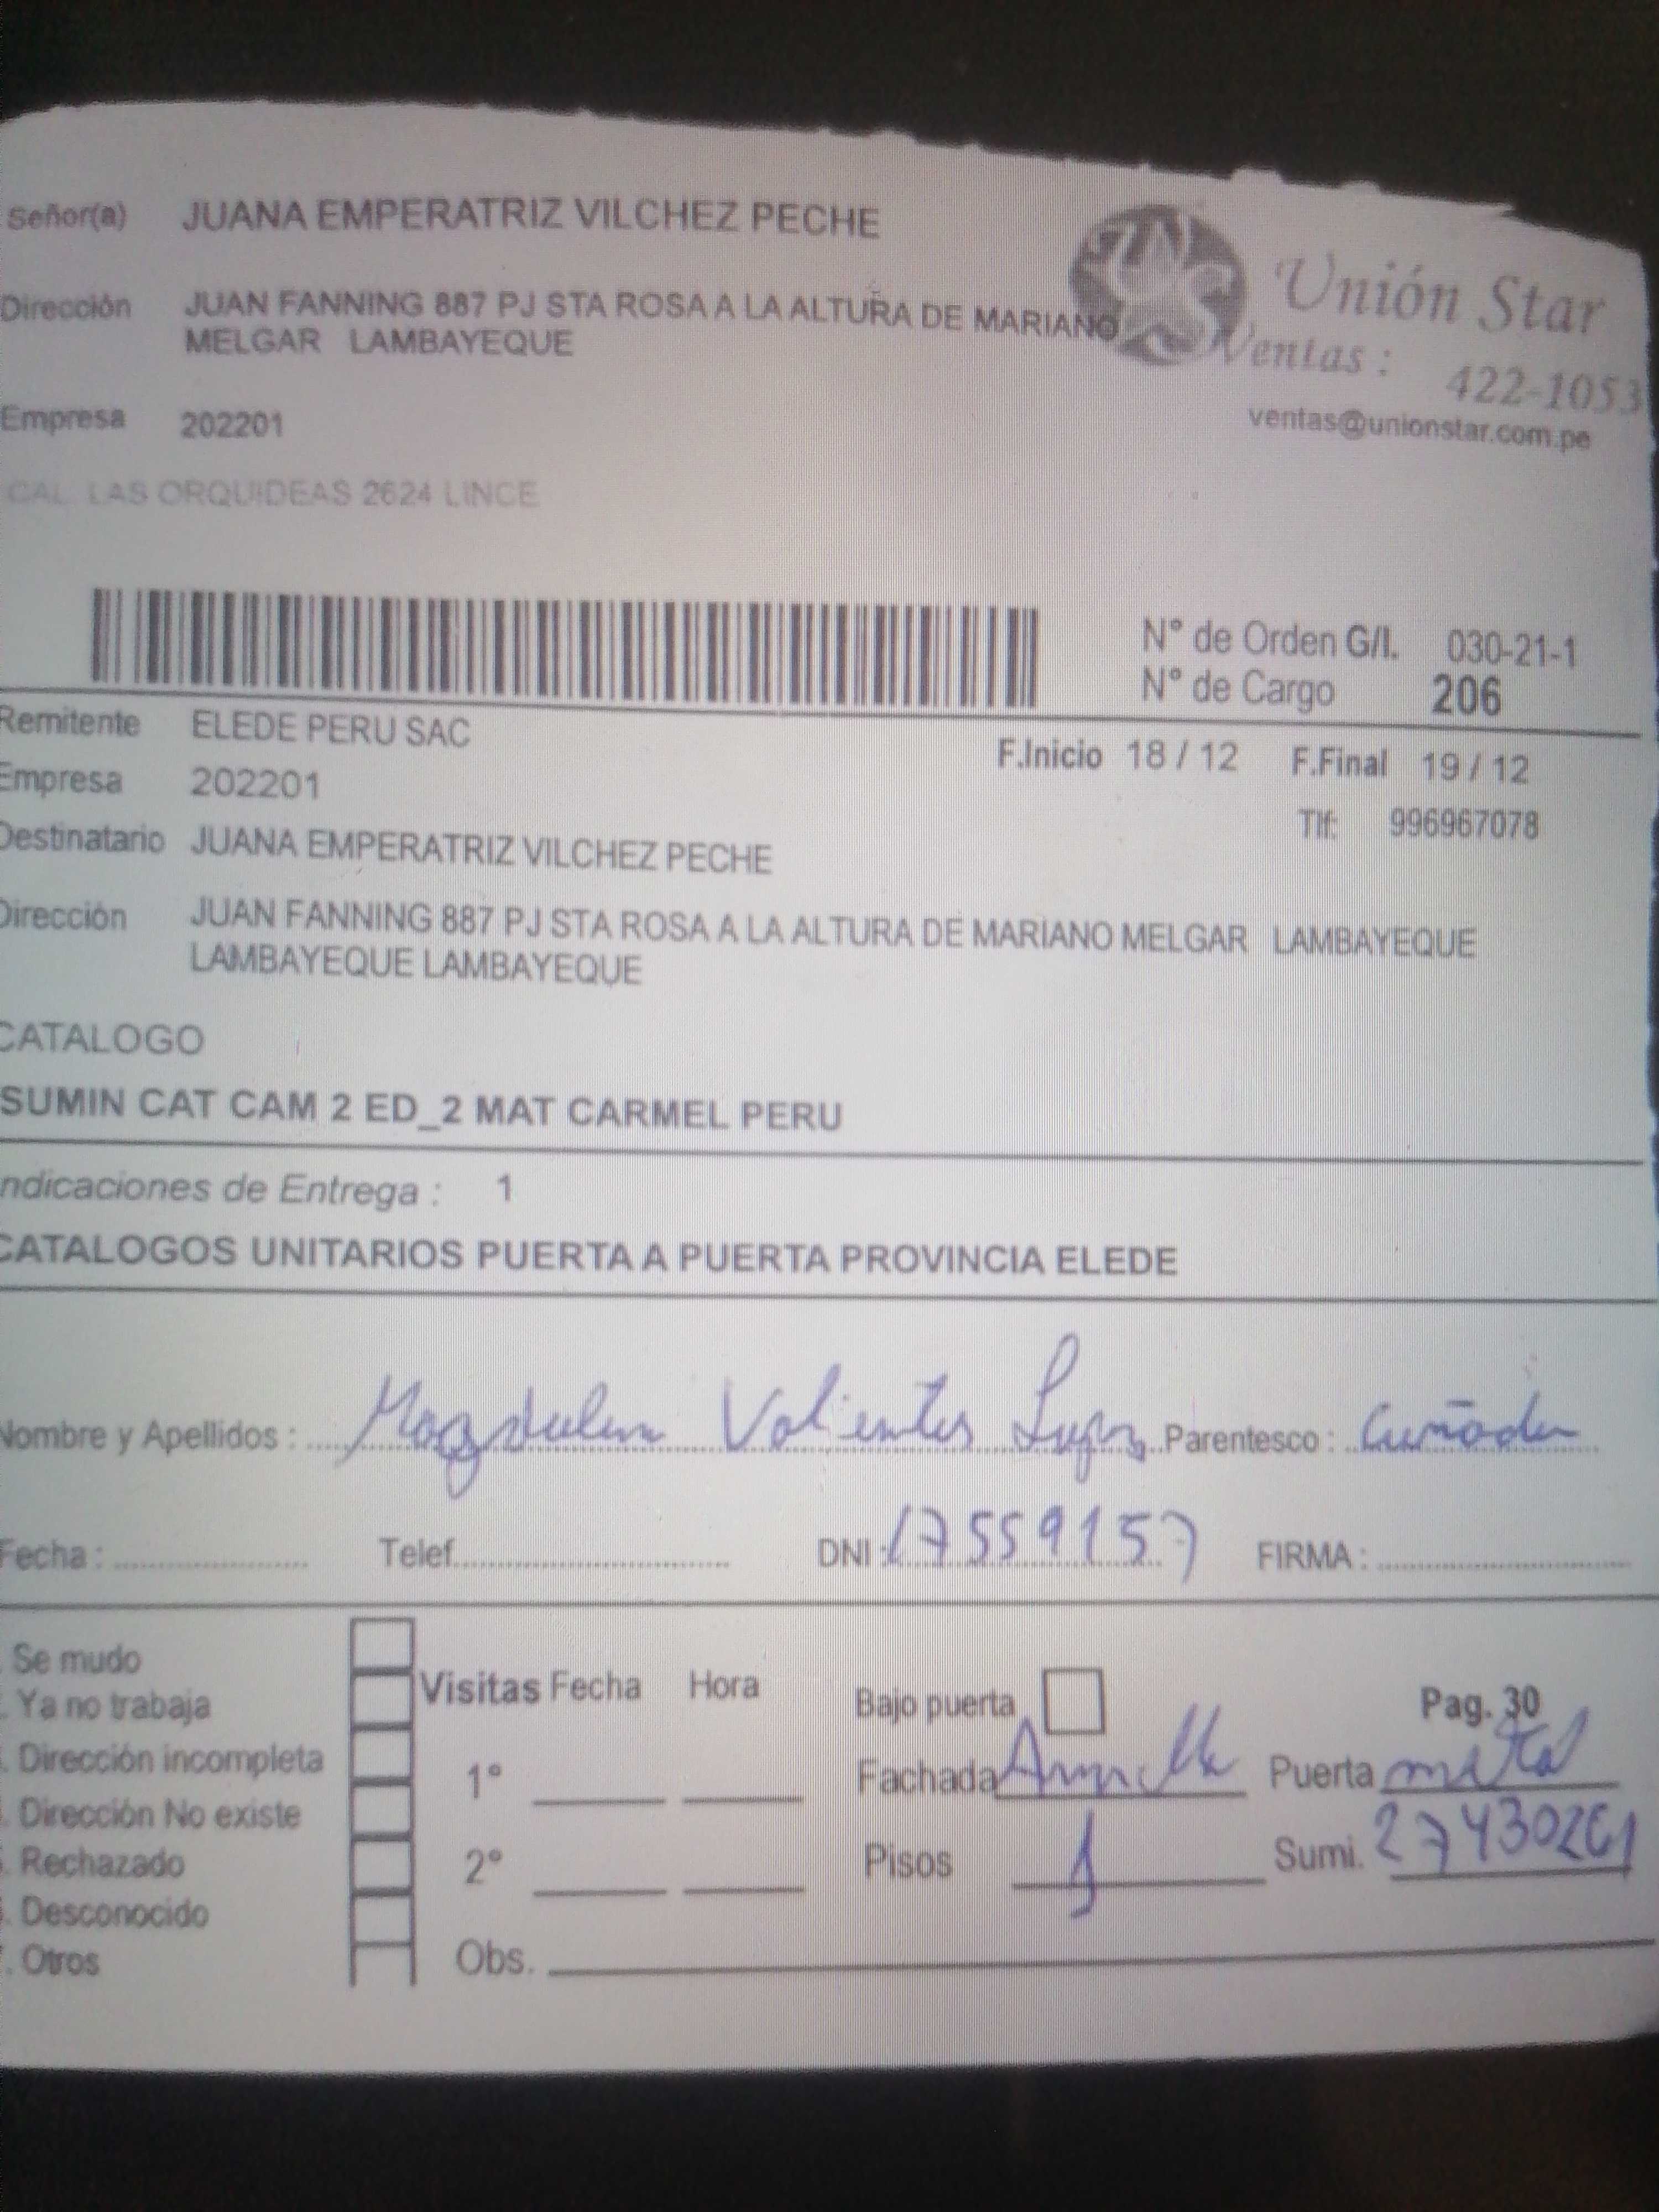 Señor(a) JUANA EMPERATRIZ VILCHEZ PECHE
Unión Star
Dirección JUAN FANNING 887 PJ STA ROSA A LA ALTURA DE MARIANO
MELGAR LAMBAYEQUE
Ventas : 422-1053
Empresa 202201
ventas@unionstar.com.pe
CAL. LAS ORQUIDEAS 2624 LINCE
N° de Orden G/I. 030-21-1
N° de Cargo 206
Remitente ELEDE PERU SAC
F.Inicio 18 / 12 F.Final 19 / 12
Empresa 202201
Tlf: 996967078
Destinatario JUANA EMPERATRIZ VILCHEZ PECHE
Dirección JUAN FANNING 887 PJ STA ROSA A LA ALTURA DE MARIANO MELGAR LAMBAYEQUE
LAMBAYEQUE LAMBAYEQUE
CATALOGO
SUMIN CAT CAM 2 ED_2 MAT CARMEL PERU
ndicaciones de Entrega : 1
CATALOGOS UNITARIOS PUERTA A PUERTA PROVINCIA ELEDE
Nombre y Apellidos : Magdalena Valientes Parentesco : Cuñada
Fecha : Telef. DNI : 17559157 FIRMA :
Se mudo
Ya no trabaja
Visitas Fecha Hora
Bajo puerta
Pag. 30
. Dirección incompleta
1°
Fachada Puerta metal
. Dirección No existe
. Rechazado
2°
Pisos 1 Sumi. 27430261
. Desconocido
. Otros
Obs.